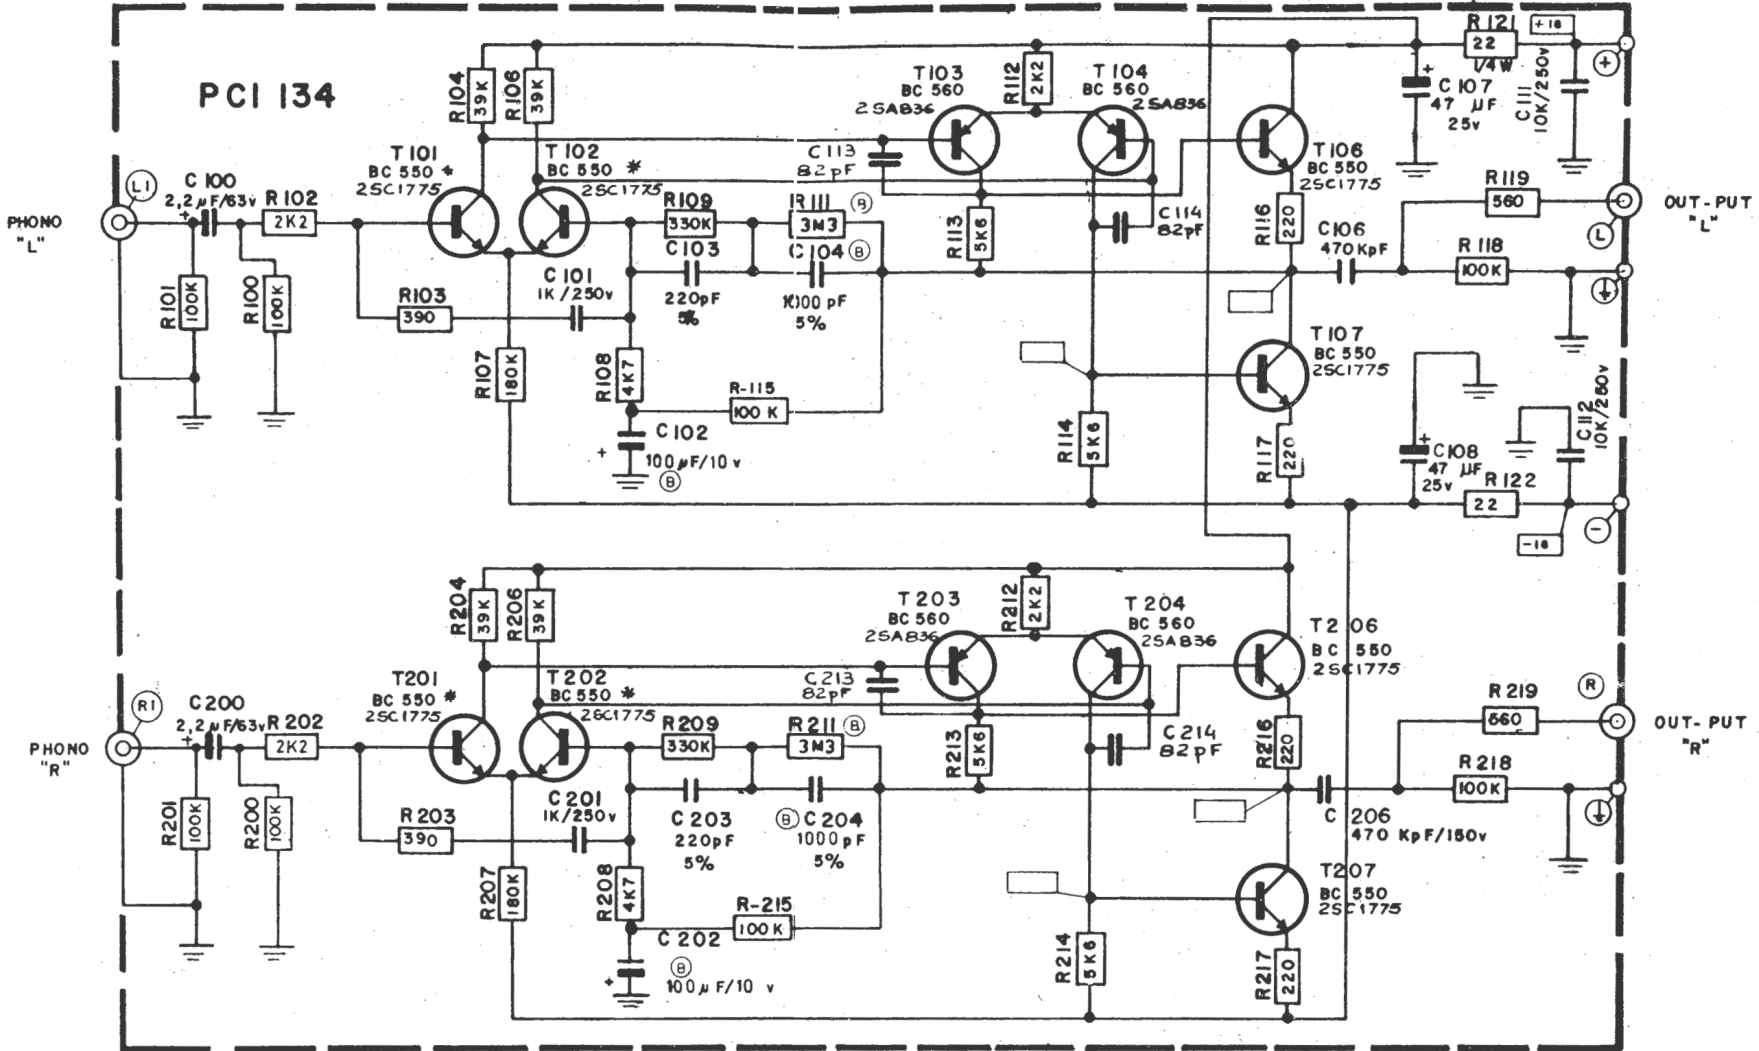 PCI 134
R104
39K
R106
39K
T103
BC 560
2SA836
R112
2K2
T104
BC 560
2SA836
R121
22
1/4W
+18
+
C107
47 µF
25v
+
C111
10K/250v
+
L1
C100
2,2µF/63v
+
R102
2K2
T101
BC 550 *
2SC1775
T102
BC 550 *
2SC1775
C113
82pF
T106
BC 550
2SC1775
R119
560
OUT-PUT
"L"
L
PHONO
"L"
R109
330K
R111
3M3
B
R113
5K6
C114
82pF
R116
220
C106
470KpF
R118
100K
R101
100K
R100
100K
R103
390
C101
1K/250v
C103
220pF
5%
C104
B
1000 pF
5%
R107
180K
R108
4K7
R-115
100 K
T107
BC 550
2SC1775
C102
+
100µF/10 v
B
R114
5K6
R117
220
+
C108
47 µF
25v
C112
10K/250v
R122
22
-18
-
R204
39K
R206
39K
T203
BC 560
2SA836
R212
2K2
T204
BC 560
2SA836
T206
BC 550
2SC1775
R1
C200
2,2µF/63v
+
R202
2K2
T201
BC 550 *
2SC1775
T202
BC 550 *
2SC1775
C213
82pF
R219
560
R
OUT-PUT
"R"
PHONO
"R"
R209
330K
R211
3M3
B
R213
5K6
C214
82pF
R216
220
R218
100K
R201
100K
R200
100K
R203
390
C201
1K/250v
C203
220pF
5%
B
C204
1000pF
5%
C206
470 KpF/150v
R207
180K
R208
4K7
R-215
100K
T207
BC 550
2SC1775
C202
+
B
100µF/10 v
R214
5K6
R217
220